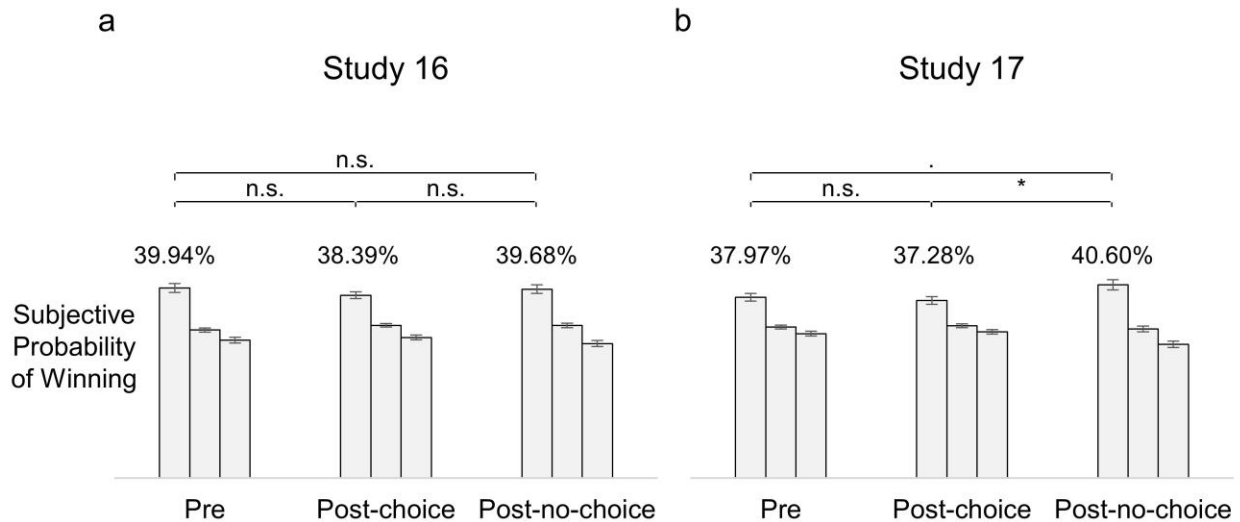 a
b
Study 16
Study 17
n.s.
.
n.s.
n.s.
n.s.
*
39.94%
38.39%
39.68%
37.97%
37.28%
40.60%
Subjective
Probability
of Winning
Pre
Post-choice
Post-no-choice
Pre
Post-choice
Post-no-choice